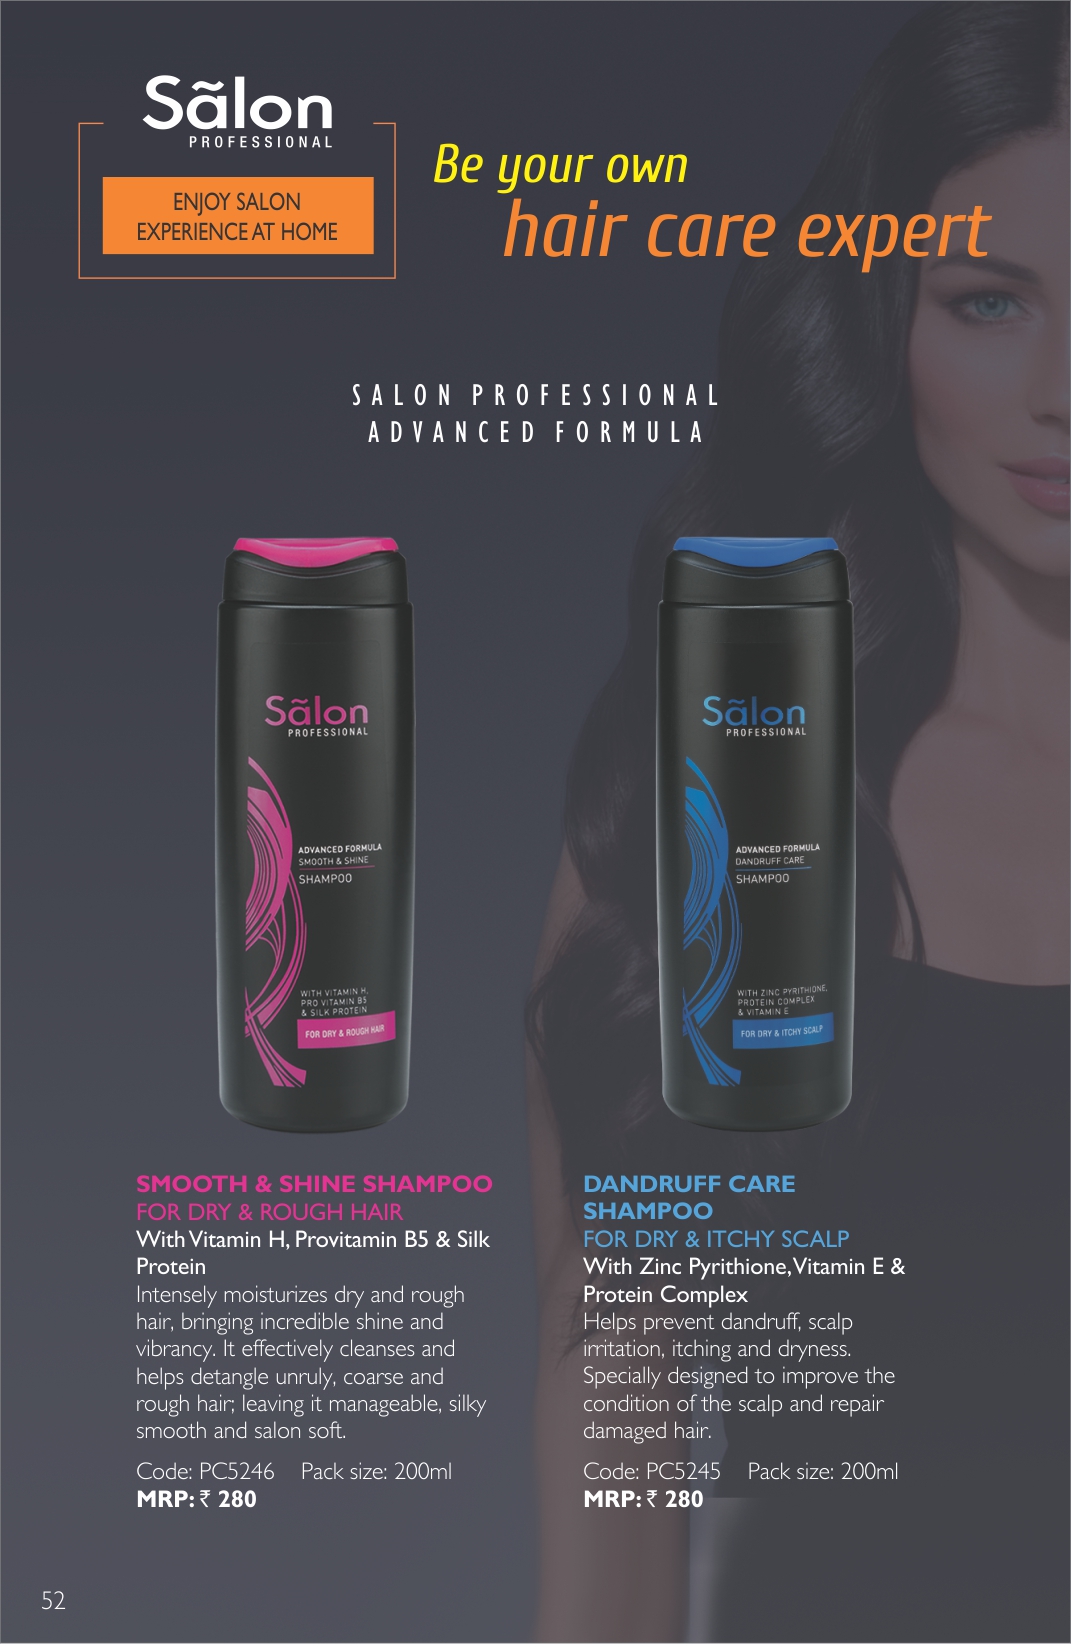 Sãlon
PROFESSIONAL
ENJOY SALON
EXPERIENCE AT HOME
Be your own
hair care expert
SALON PROFESSIONAL
ADVANCED FORMULA
Sãlon
PROFESSIONAL
ADVANCED FORMULA
SMOOTH & SHINE
SHAMPOO
WITH VITAMIN H,
PRO VITAMIN B5
& SILK PROTEIN
FOR DRY & ROUGH HAIR
Sãlon
PROFESSIONAL
ADVANCED FORMULA
DANDRUFF CARE
SHAMPOO
WITH ZINC PYRITHIONE,
PROTEIN COMPLEX
& VITAMIN E
FOR DRY & ITCHY SCALP
SMOOTH & SHINE SHAMPOO
FOR DRY & ROUGH HAIR
With Vitamin H, Provitamin B5 & Silk
Protein
Intensely moisturizes dry and rough
hair, bringing incredible shine and
vibrancy. It effectively cleanses and
helps detangle unruly, coarse and
rough hair; leaving it manageable, silky
smooth and salon soft.
Code: PC5246 Pack size: 200ml
MRP: ₹ 280
DANDRUFF CARE
SHAMPOO
FOR DRY & ITCHY SCALP
With Zinc Pyrithione, Vitamin E &
Protein Complex
Helps prevent dandruff, scalp
irritation, itching and dryness.
Specially designed to improve the
condition of the scalp and repair
damaged hair.
Code: PC5245 Pack size: 200ml
MRP: ₹ 280
52